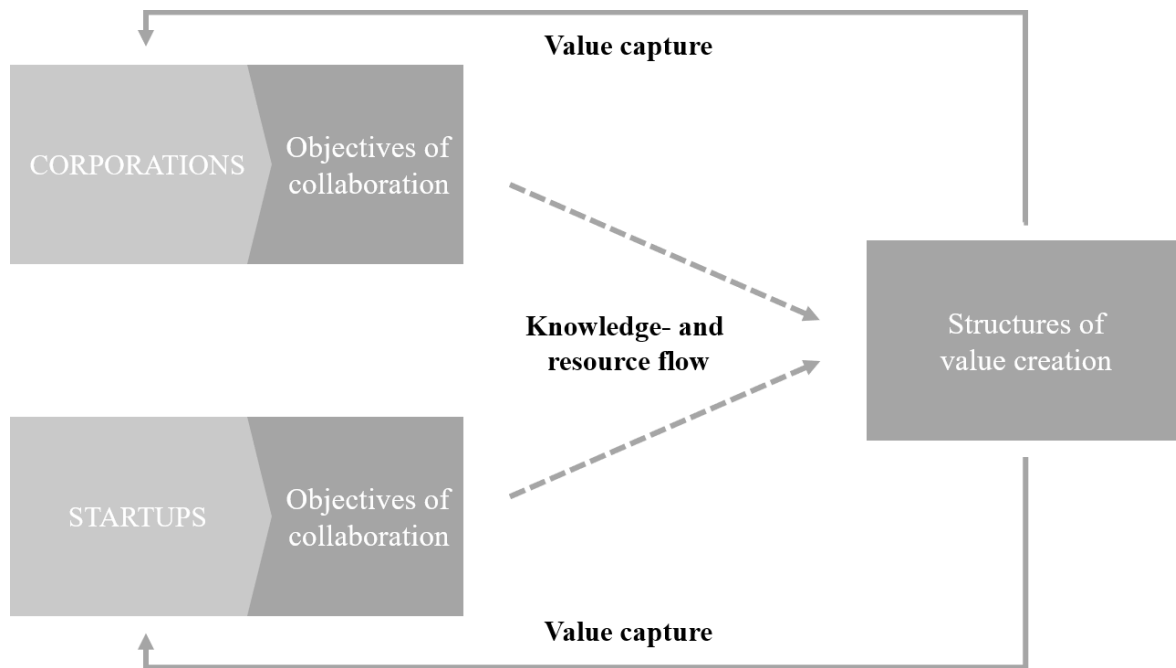 Value capture
CORPORATIONS
Objectives of
collaboration
Knowledge- and
resource flow
Structures of
value creation
STARTUPS
Objectives of
collaboration
Value capture